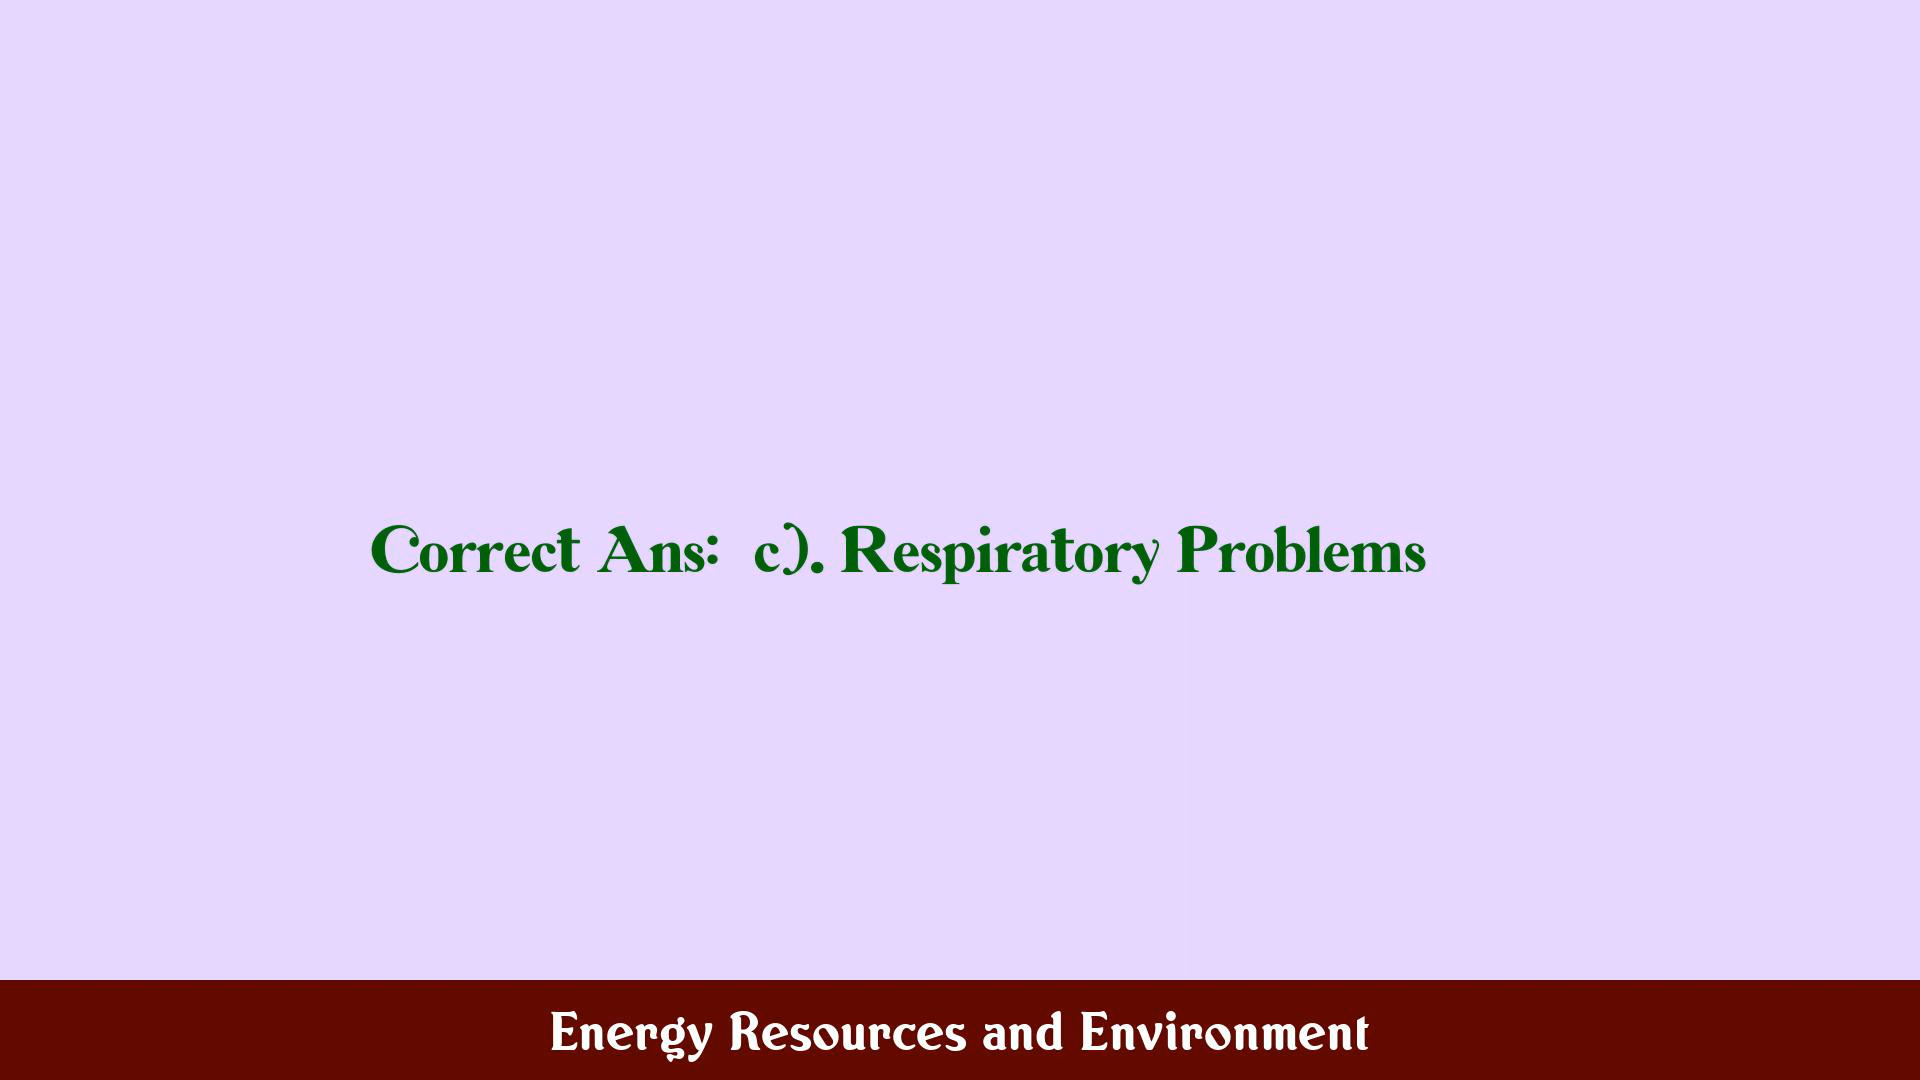 Correct Ans:  c). Respiratory Problems
Energy Resources and Environment